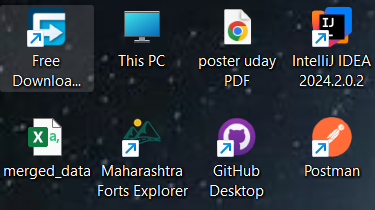 Free
Downloa...
This PC
poster uday
PDF
IntelliJ IDEA
2024.2.0.2
merged_data
Maharashtra
Forts Explorer
GitHub
Desktop
Postman